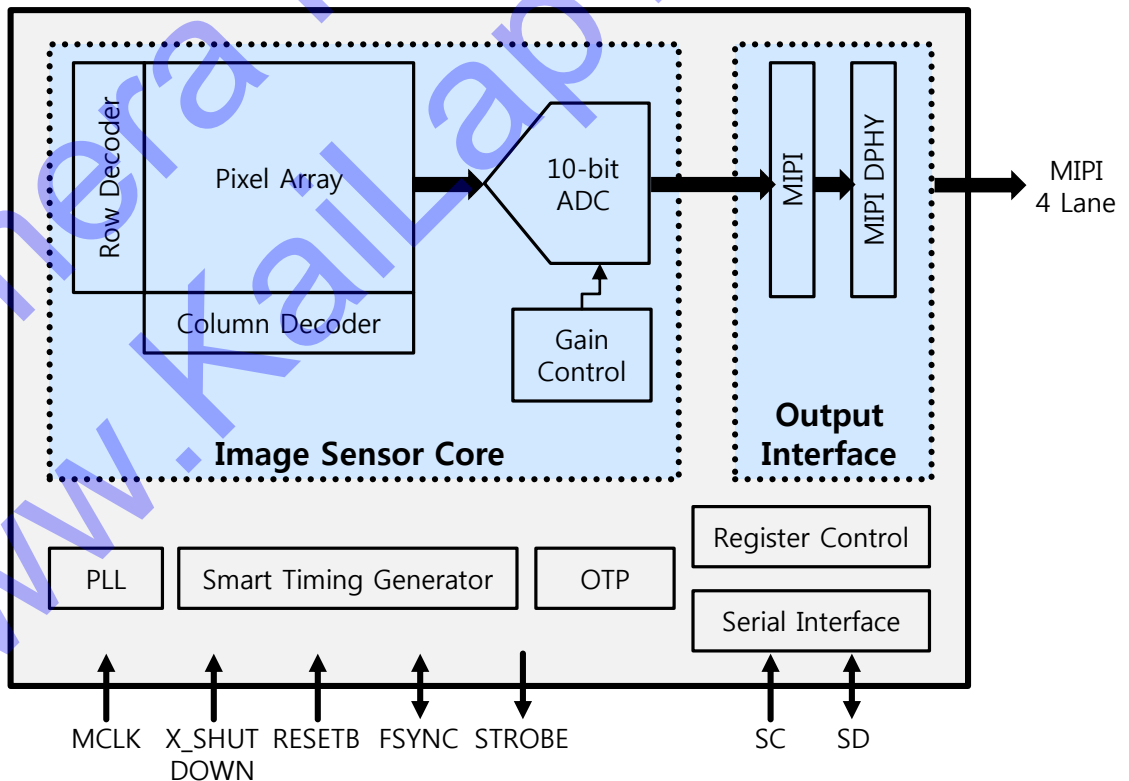 Row Decoder
Pixel Array
Column Decoder
10-bit
ADC
Gain
Control
Image Sensor Core
MIPI
MIPI DPHY
Output
Interface
MIPI
4 Lane
PLL
Smart Timing Generator
OTP
Register Control
Serial Interface
MCLK
X_SHUT
DOWN
RESETB
FSYNC
STROBE
SC
SD